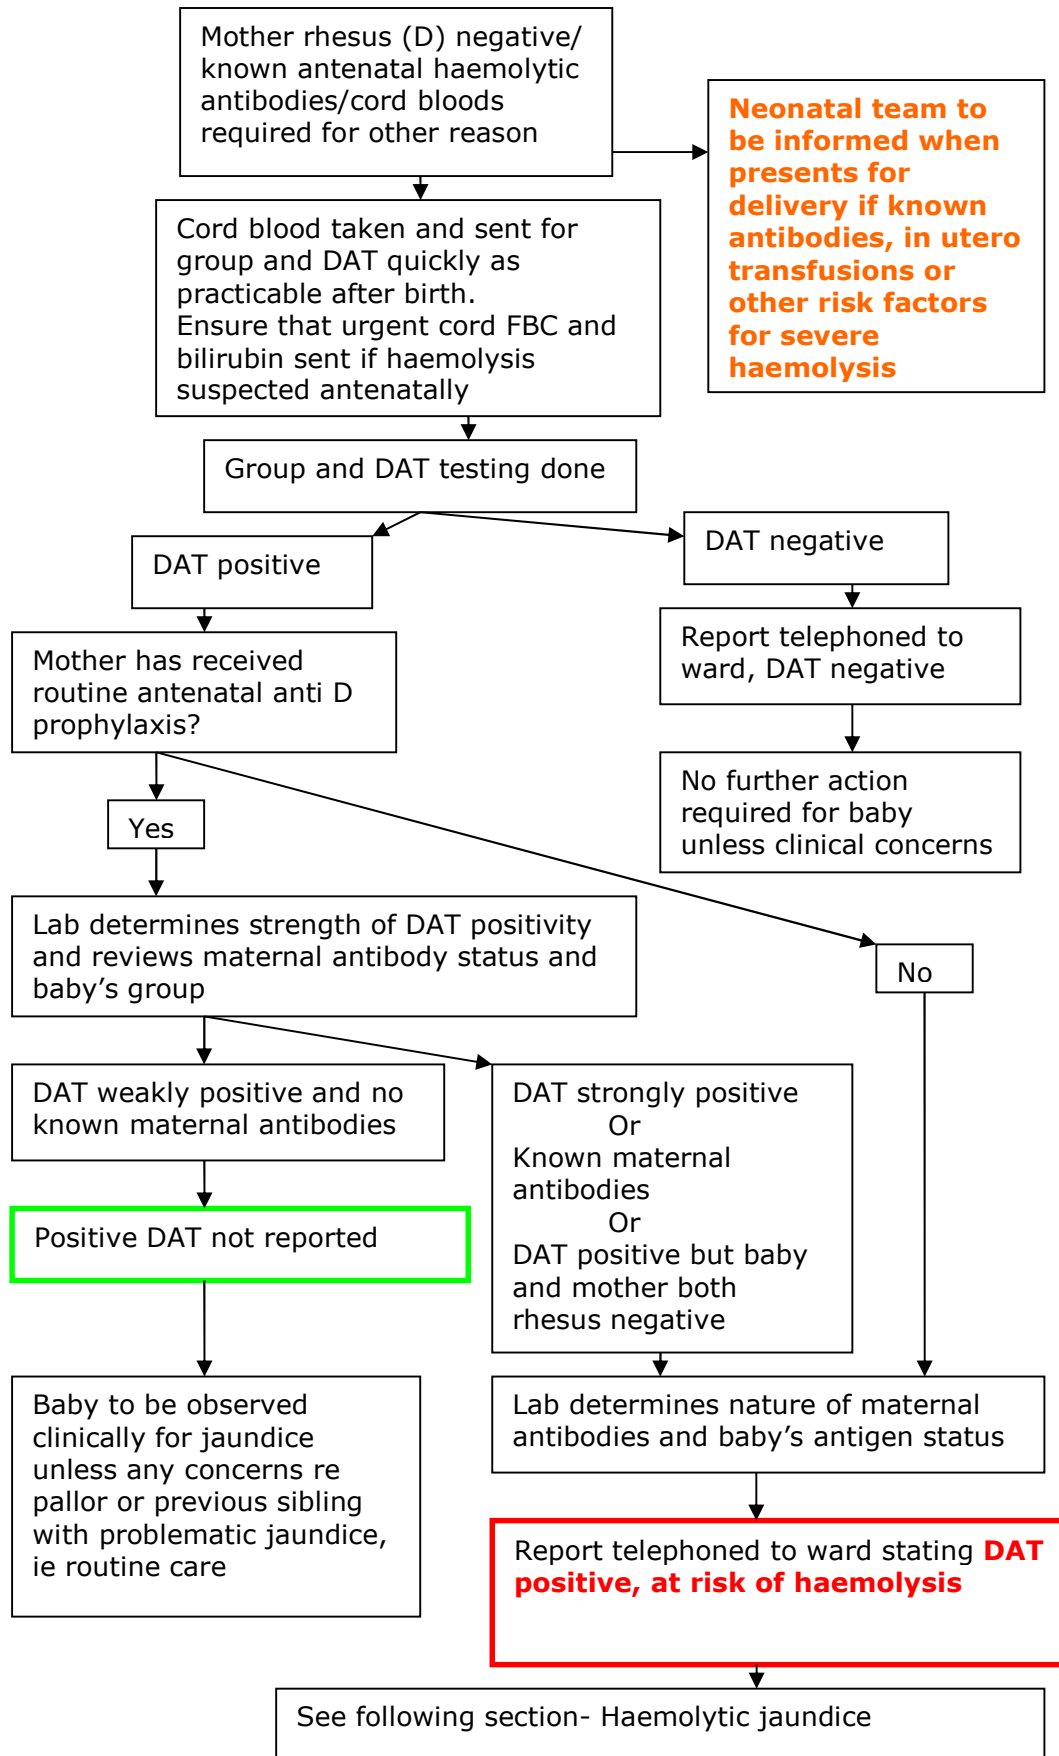 Mother rhesus (D) negative/
known antenatal haemolytic
antibodies/cord bloods
required for other reason
Neonatal team to
be informed when
presents for
delivery if known
antibodies, in utero
transfusions or
other risk factors
for severe
haemolysis
Cord blood taken and sent for
group and DAT quickly as
practicable after birth.
Ensure that urgent cord FBC and
bilirubin sent if haemolysis
suspected antenatally
Group and DAT testing done
DAT positive
DAT negative
Mother has received
routine antenatal anti D
prophylaxis?
Report telephoned to
ward, DAT negative
No further action
required for baby
unless clinical concerns
Yes
No
Lab determines strength of DAT positivity
and reviews maternal antibody status and
baby’s group
DAT weakly positive and no
known maternal antibodies
DAT strongly positive
Or
Known maternal
antibodies
Or
DAT positive but baby
and mother both
rhesus negative
Positive DAT not reported
Baby to be observed
clinically for jaundice
unless any concerns re
pallor or previous sibling
with problematic jaundice,
ie routine care
Lab determines nature of maternal
antibodies and baby’s antigen status
Report telephoned to ward stating DAT
positive, at risk of haemolysis
See following section- Haemolytic jaundice